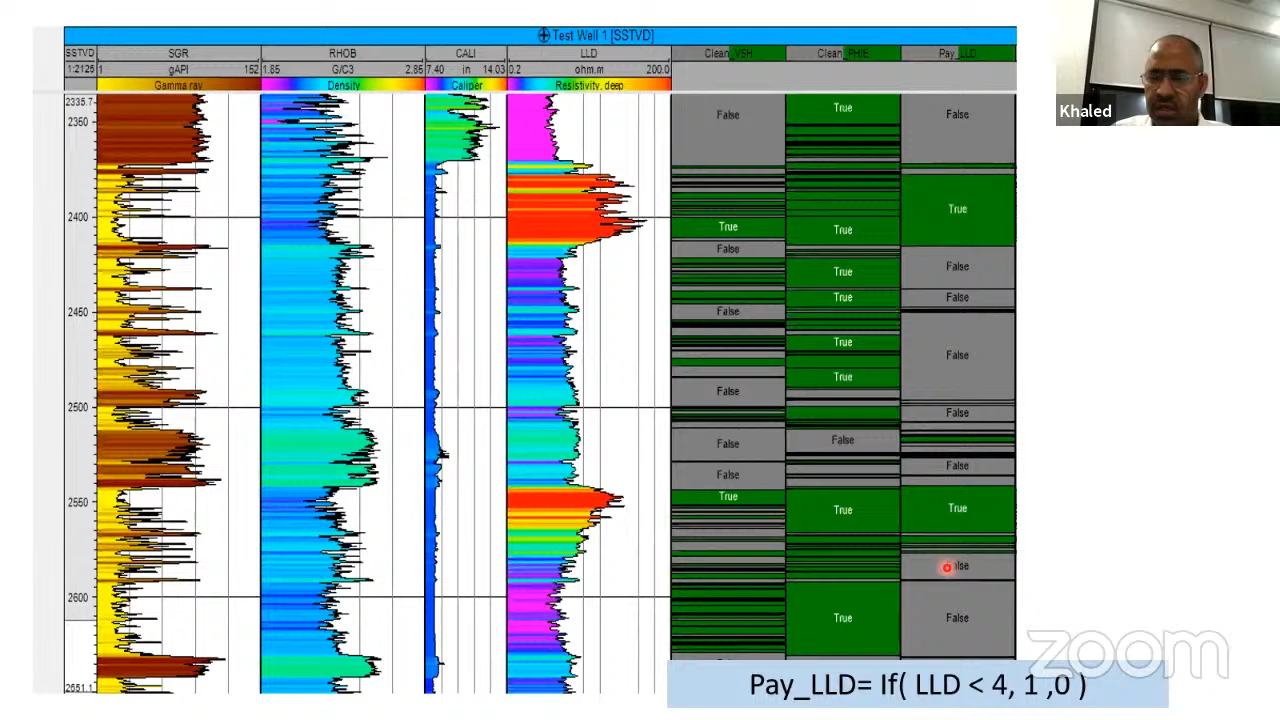 Test Well 1 [SSTVD]
SSTVD SGR RHOB CALI LLD Clean_VSH Clean_PHIE Pay_LLD
1:2125 1 gAPI 152 1.85 G/C3 2.85 7.40 in 14.03 0.2 ohm.m 200.0
Gamma ray Density Caliper Resistivity, deep
2335.7
2350
2400
2450
2500
2550
2600
2651.1
False
True
False
True
False
False
False
False
False
False
True
True
True
True
True
True
True
False
True
True
False
True
False
False
False
False
False
True
False
Khaled
zoom
Pay_LLD= If( LLD < 4, 1 ,0 )